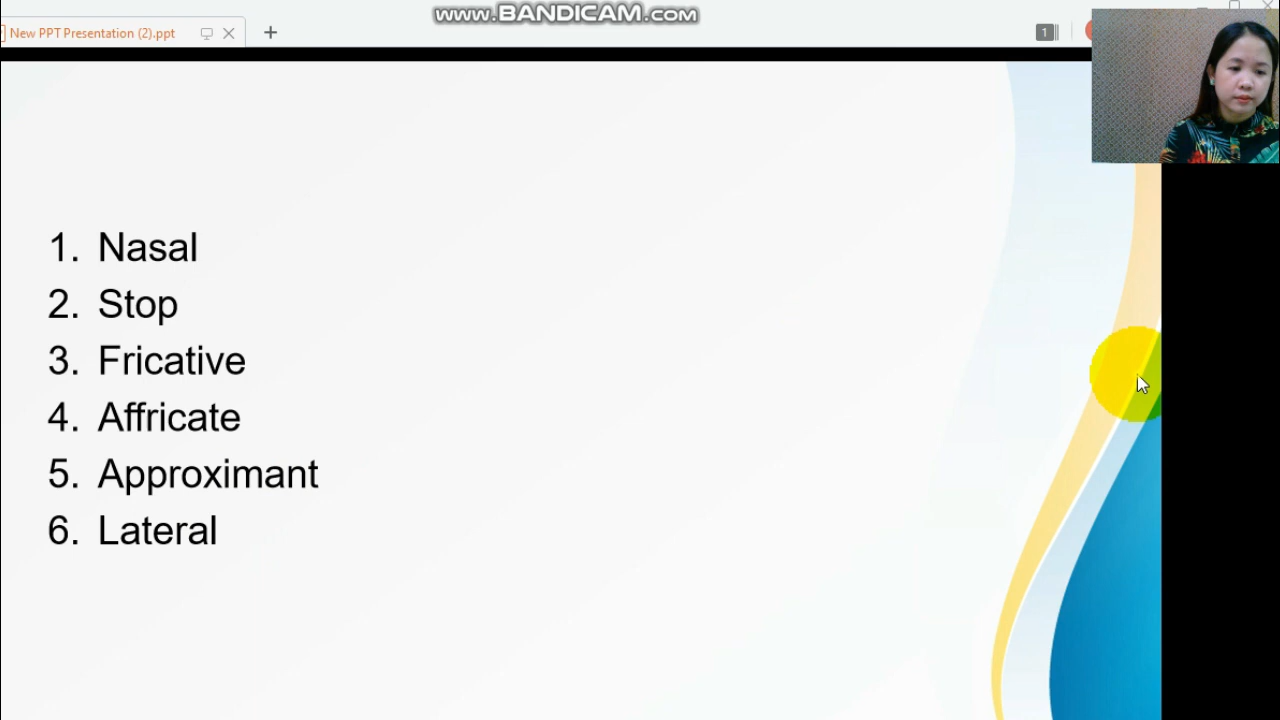 www.BANDICAM.com
New PPT Presentation (2).ppt
1
1. Nasal
2. Stop
3. Fricative
4. Affricate
5. Approximant
6. Lateral